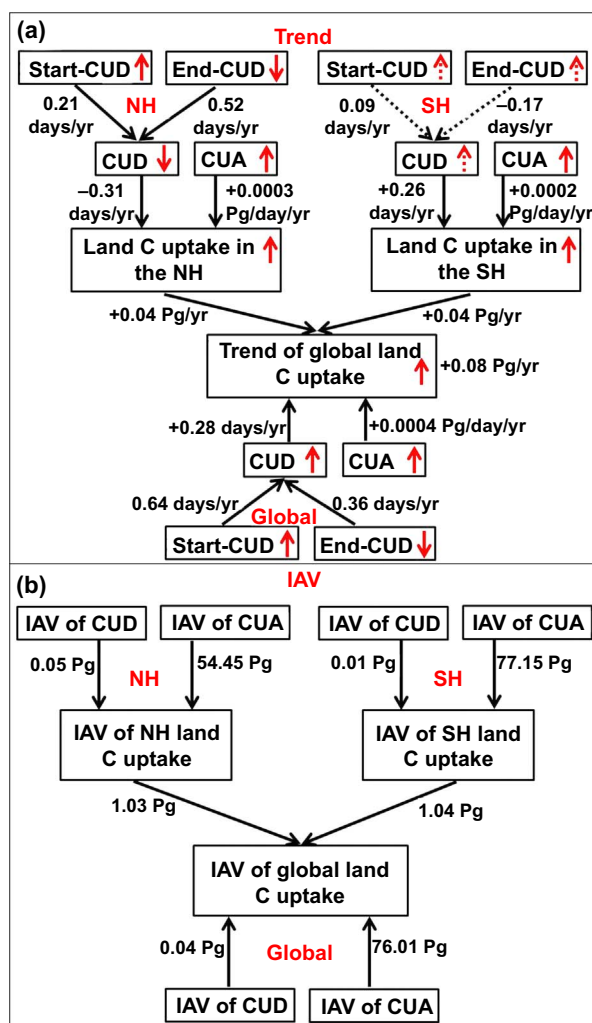 (a)
Trend
Start-CUD
End-CUD
Start-CUD
End-CUD
0.21
days/yr
NH
0.52
days/yr
0.09
days/yr
SH
–0.17
days/yr
CUD
CUA
CUD
CUA
–0.31
days/yr
+0.0003
Pg/day/yr
+0.26
days/yr
+0.0002
Pg/day/yr
Land C uptake in
the NH
Land C uptake in
the SH
+0.04 Pg/yr
+0.04 Pg/yr
Trend of global land
C uptake
+0.08 Pg/yr
+0.28 days/yr
+0.0004 Pg/day/yr
CUD
CUA
0.64 days/yr
0.36 days/yr
Global
Start-CUD
End-CUD
(b)
IAV
IAV of CUD
IAV of CUA
IAV of CUD
IAV of CUA
0.05 Pg
NH
54.45 Pg
0.01 Pg
SH
77.15 Pg
IAV of NH land
C uptake
IAV of SH land
C uptake
1.03 Pg
1.04 Pg
IAV of global land
C uptake
0.04 Pg
Global
76.01 Pg
IAV of CUD
IAV of CUA